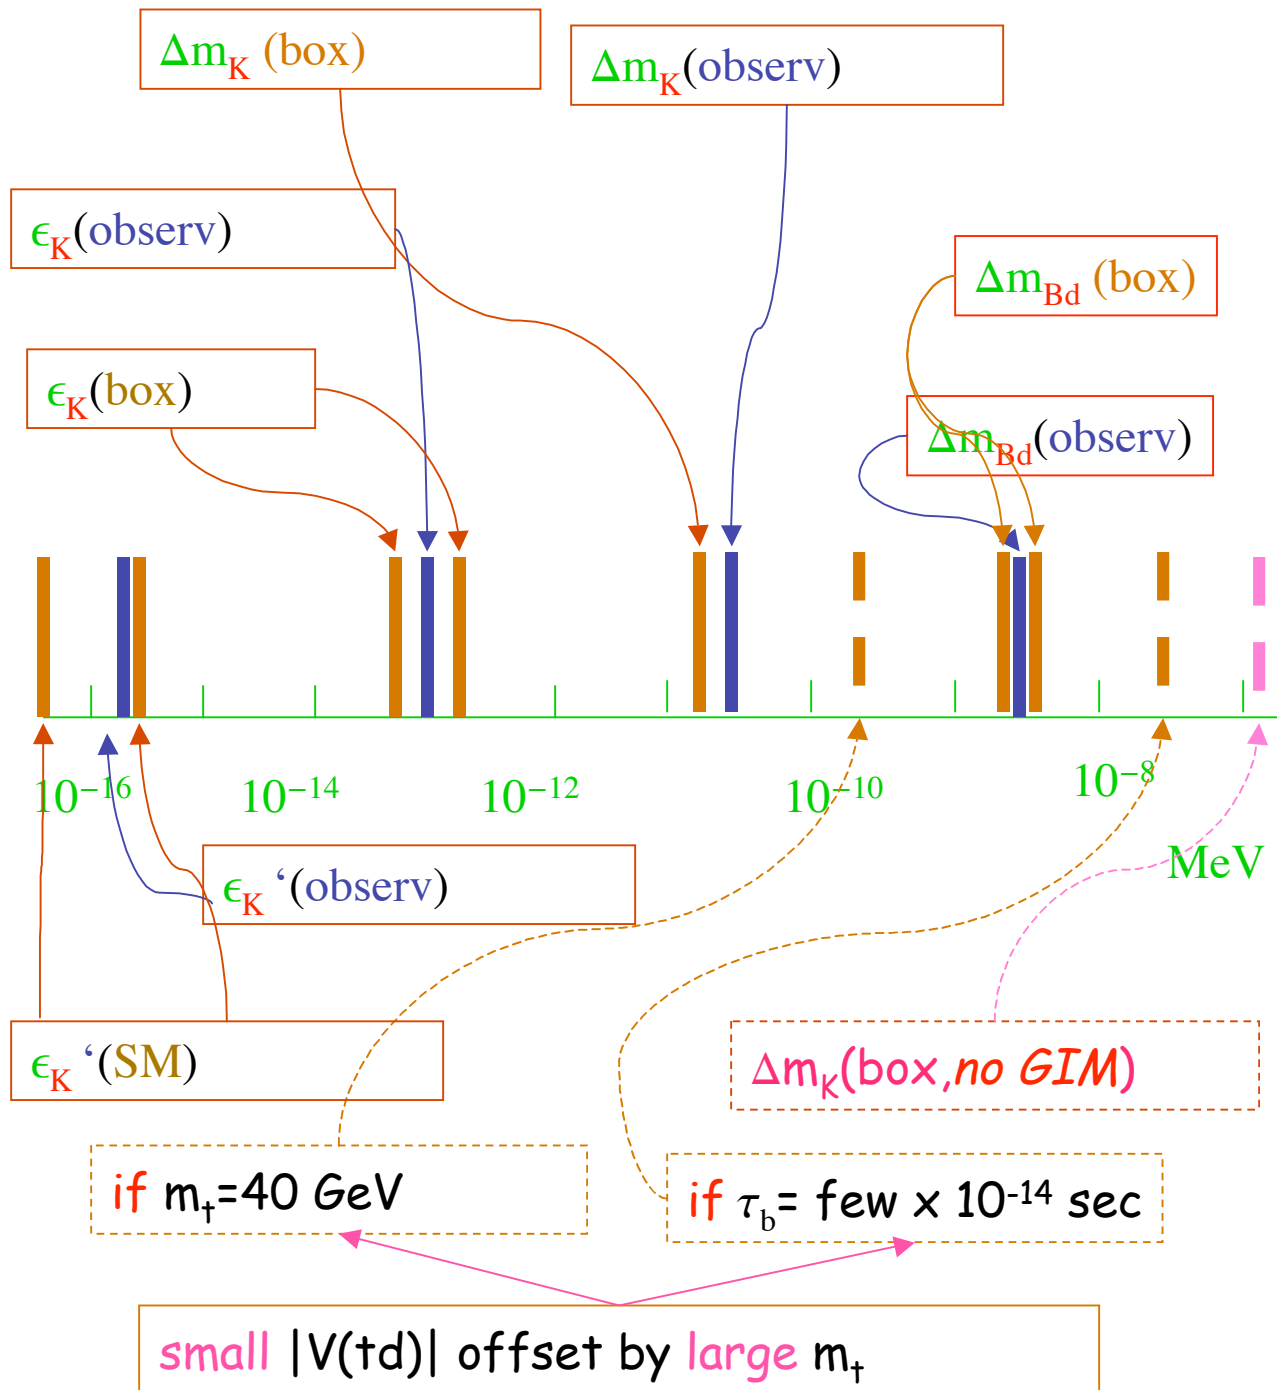 Δm_K (box)
Δm_K(observ)
ϵ_K(observ)
Δm_Bd (box)
ϵ_K(box)
Δm_Bd(observ)
10⁻¹⁶ 10⁻¹⁴ 10⁻¹² 10⁻¹⁰ 10⁻⁸
MeV
ϵ_K ‘(observ)
ϵ_K ‘(SM)
Δm_K(box,no GIM)
if m_t=40 GeV
if τ_b= few x 10⁻¹⁴ sec
small |V(td)| offset by large m_t